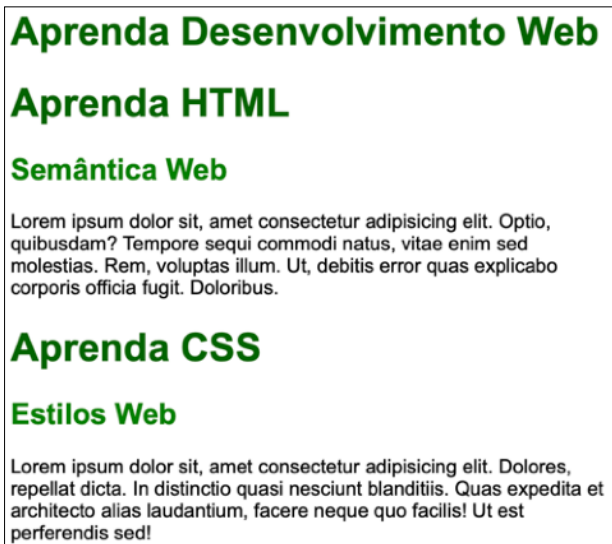 Aprenda Desenvolvimento Web
Aprenda HTML
Semântica Web
Lorem ipsum dolor sit, amet consectetur adipisicing elit. Optio,
quibusdam? Tempore sequi commodi natus, vitae enim sed
molestias. Rem, voluptas illum. Ut, debitis error quas explicabo
corporis officia fugit. Doloribus.
Aprenda CSS
Estilos Web
Lorem ipsum dolor sit, amet consectetur adipisicing elit. Dolores,
repellat dicta. In distinctio quasi nesciunt blanditiis. Quas expedita et
architecto alias laudantium, facere neque quo facilis! Ut est
perferendis sed!